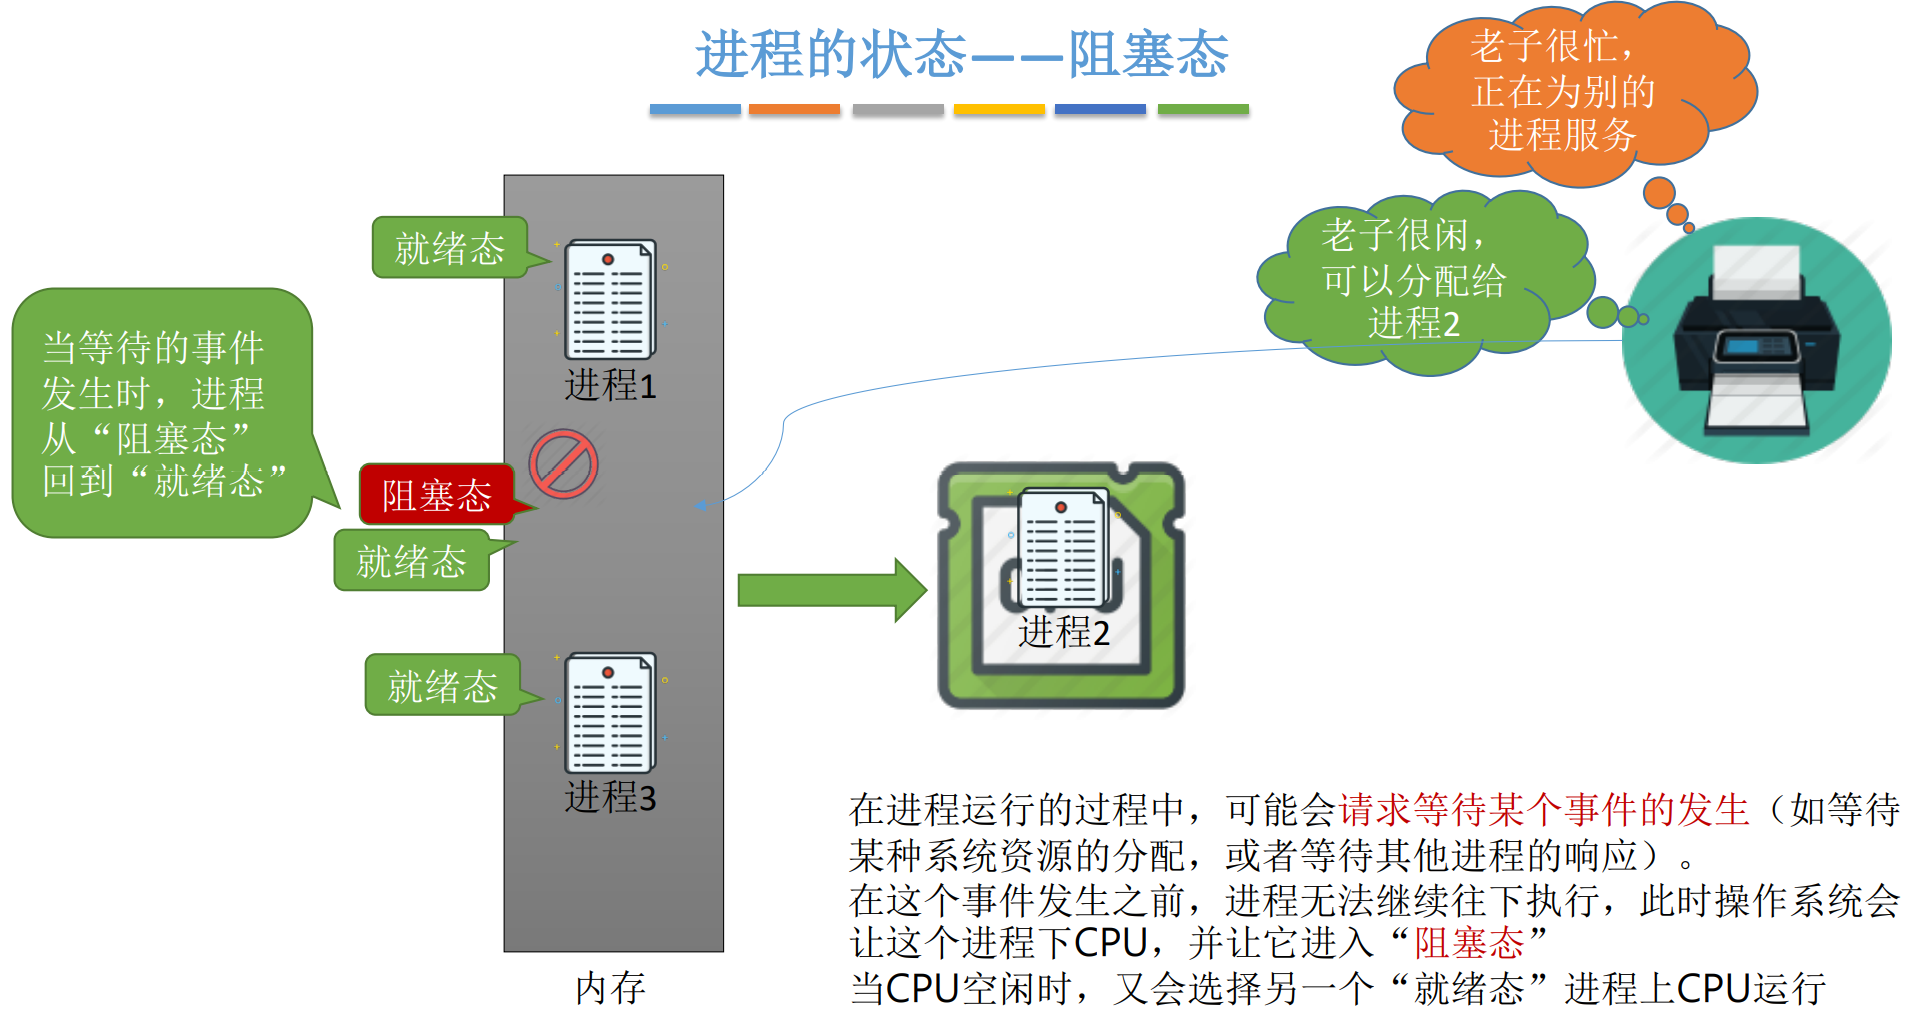 进程的状态——阻塞态
老子很忙，
正在为别的
进程服务
老子很闲，
可以分配给
进程2
就绪态
进程1
当等待的事件
发生时，进程
从“阻塞态”
回到“就绪态”
阻塞态
就绪态
进程2
就绪态
进程3
内存
在进程运行的过程中，可能会请求等待某个事件的发生（如等待
某种系统资源的分配，或者等待其他进程的响应）。
在这个事件发生之前，进程无法继续往下执行，此时操作系统会
让这个进程下CPU，并让它进入“阻塞态”
当CPU空闲时，又会选择另一个“就绪态”进程上CPU运行